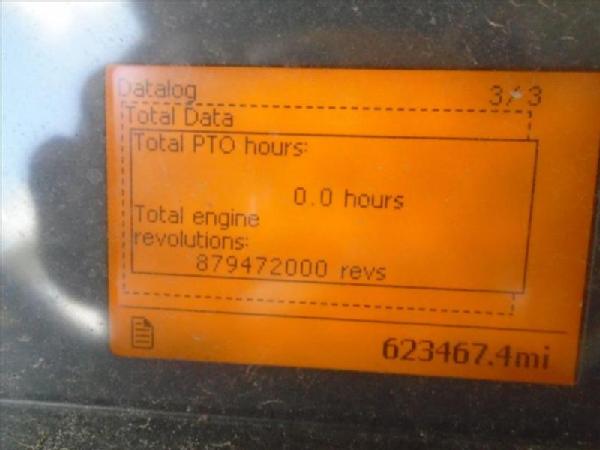 Datalog 3/3
Total Data
Total PTO hours:
0.0 hours
Total engine
revolutions:
879472000 revs
623467.4mi